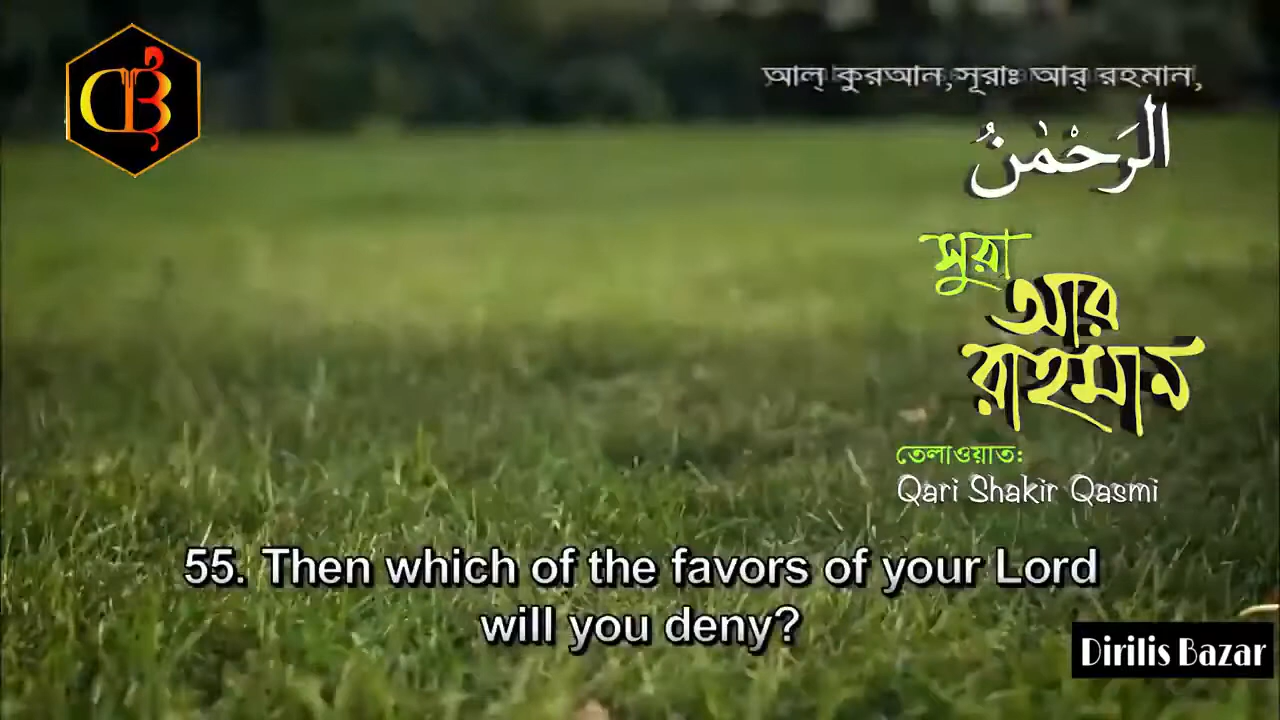 আল্ কুরআন,সূরাঃ আর্ রহমান,
الرَحْمٰنُ
সুরা
আর
রাহমান
তেলাওয়াত:
Qari Shakir Qasmi
55. Then which of the favors of your Lord
will you deny?
Dirilis Bazar